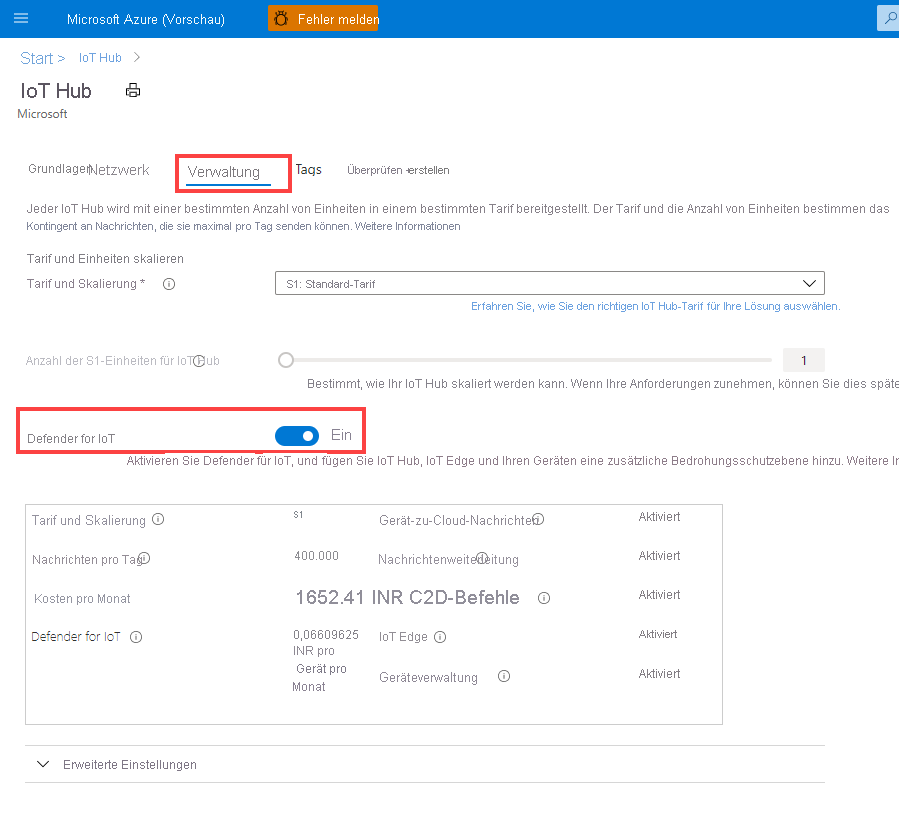 Microsoft Azure (Vorschau)
Fehler melden
Start >
IoT Hub
IoT Hub
Microsoft
Grundlagen
Netzwerk
Verwaltung
Tags
Überprüfen + erstellen
Jeder IoT Hub wird mit einer bestimmten Anzahl von Einheiten in einem bestimmten Tarif bereitgestellt. Der Tarif und die Anzahl von Einheiten bestimmen das
Kontingent an Nachrichten, die sie maximal pro Tag senden können. Weitere Informationen
Tarif und Einheiten skalieren
Tarif und Skalierung *
S1: Standard-Tarif
Erfahren Sie, wie Sie den richtigen IoT Hub-Tarif für Ihre Lösung auswählen.
Anzahl der S1-Einheiten für IoT Hub
1
Bestimmt, wie Ihr IoT Hub skaliert werden kann. Wenn Ihre Anforderungen zunehmen, können Sie dies späte
Defender for IoT
Ein
Aktivieren Sie Defender für IoT, und fügen Sie IoT Hub, IoT Edge und Ihren Geräten eine zusätzliche Bedrohungsschutzebene hinzu. Weitere In
Tarif und Skalierung
S1
Gerät-zu-Cloud-Nachrichten
Aktiviert
Nachrichten pro Tag
400.000
Nachrichtenweiterleitung
Aktiviert
Kosten pro Monat
1652.41 INR
C2D-Befehle
Aktiviert
Defender for IoT
0,06609625
INR pro
Gerät pro
Monat
IoT Edge
Aktiviert
Geräteverwaltung
Aktiviert
Erweiterte Einstellungen